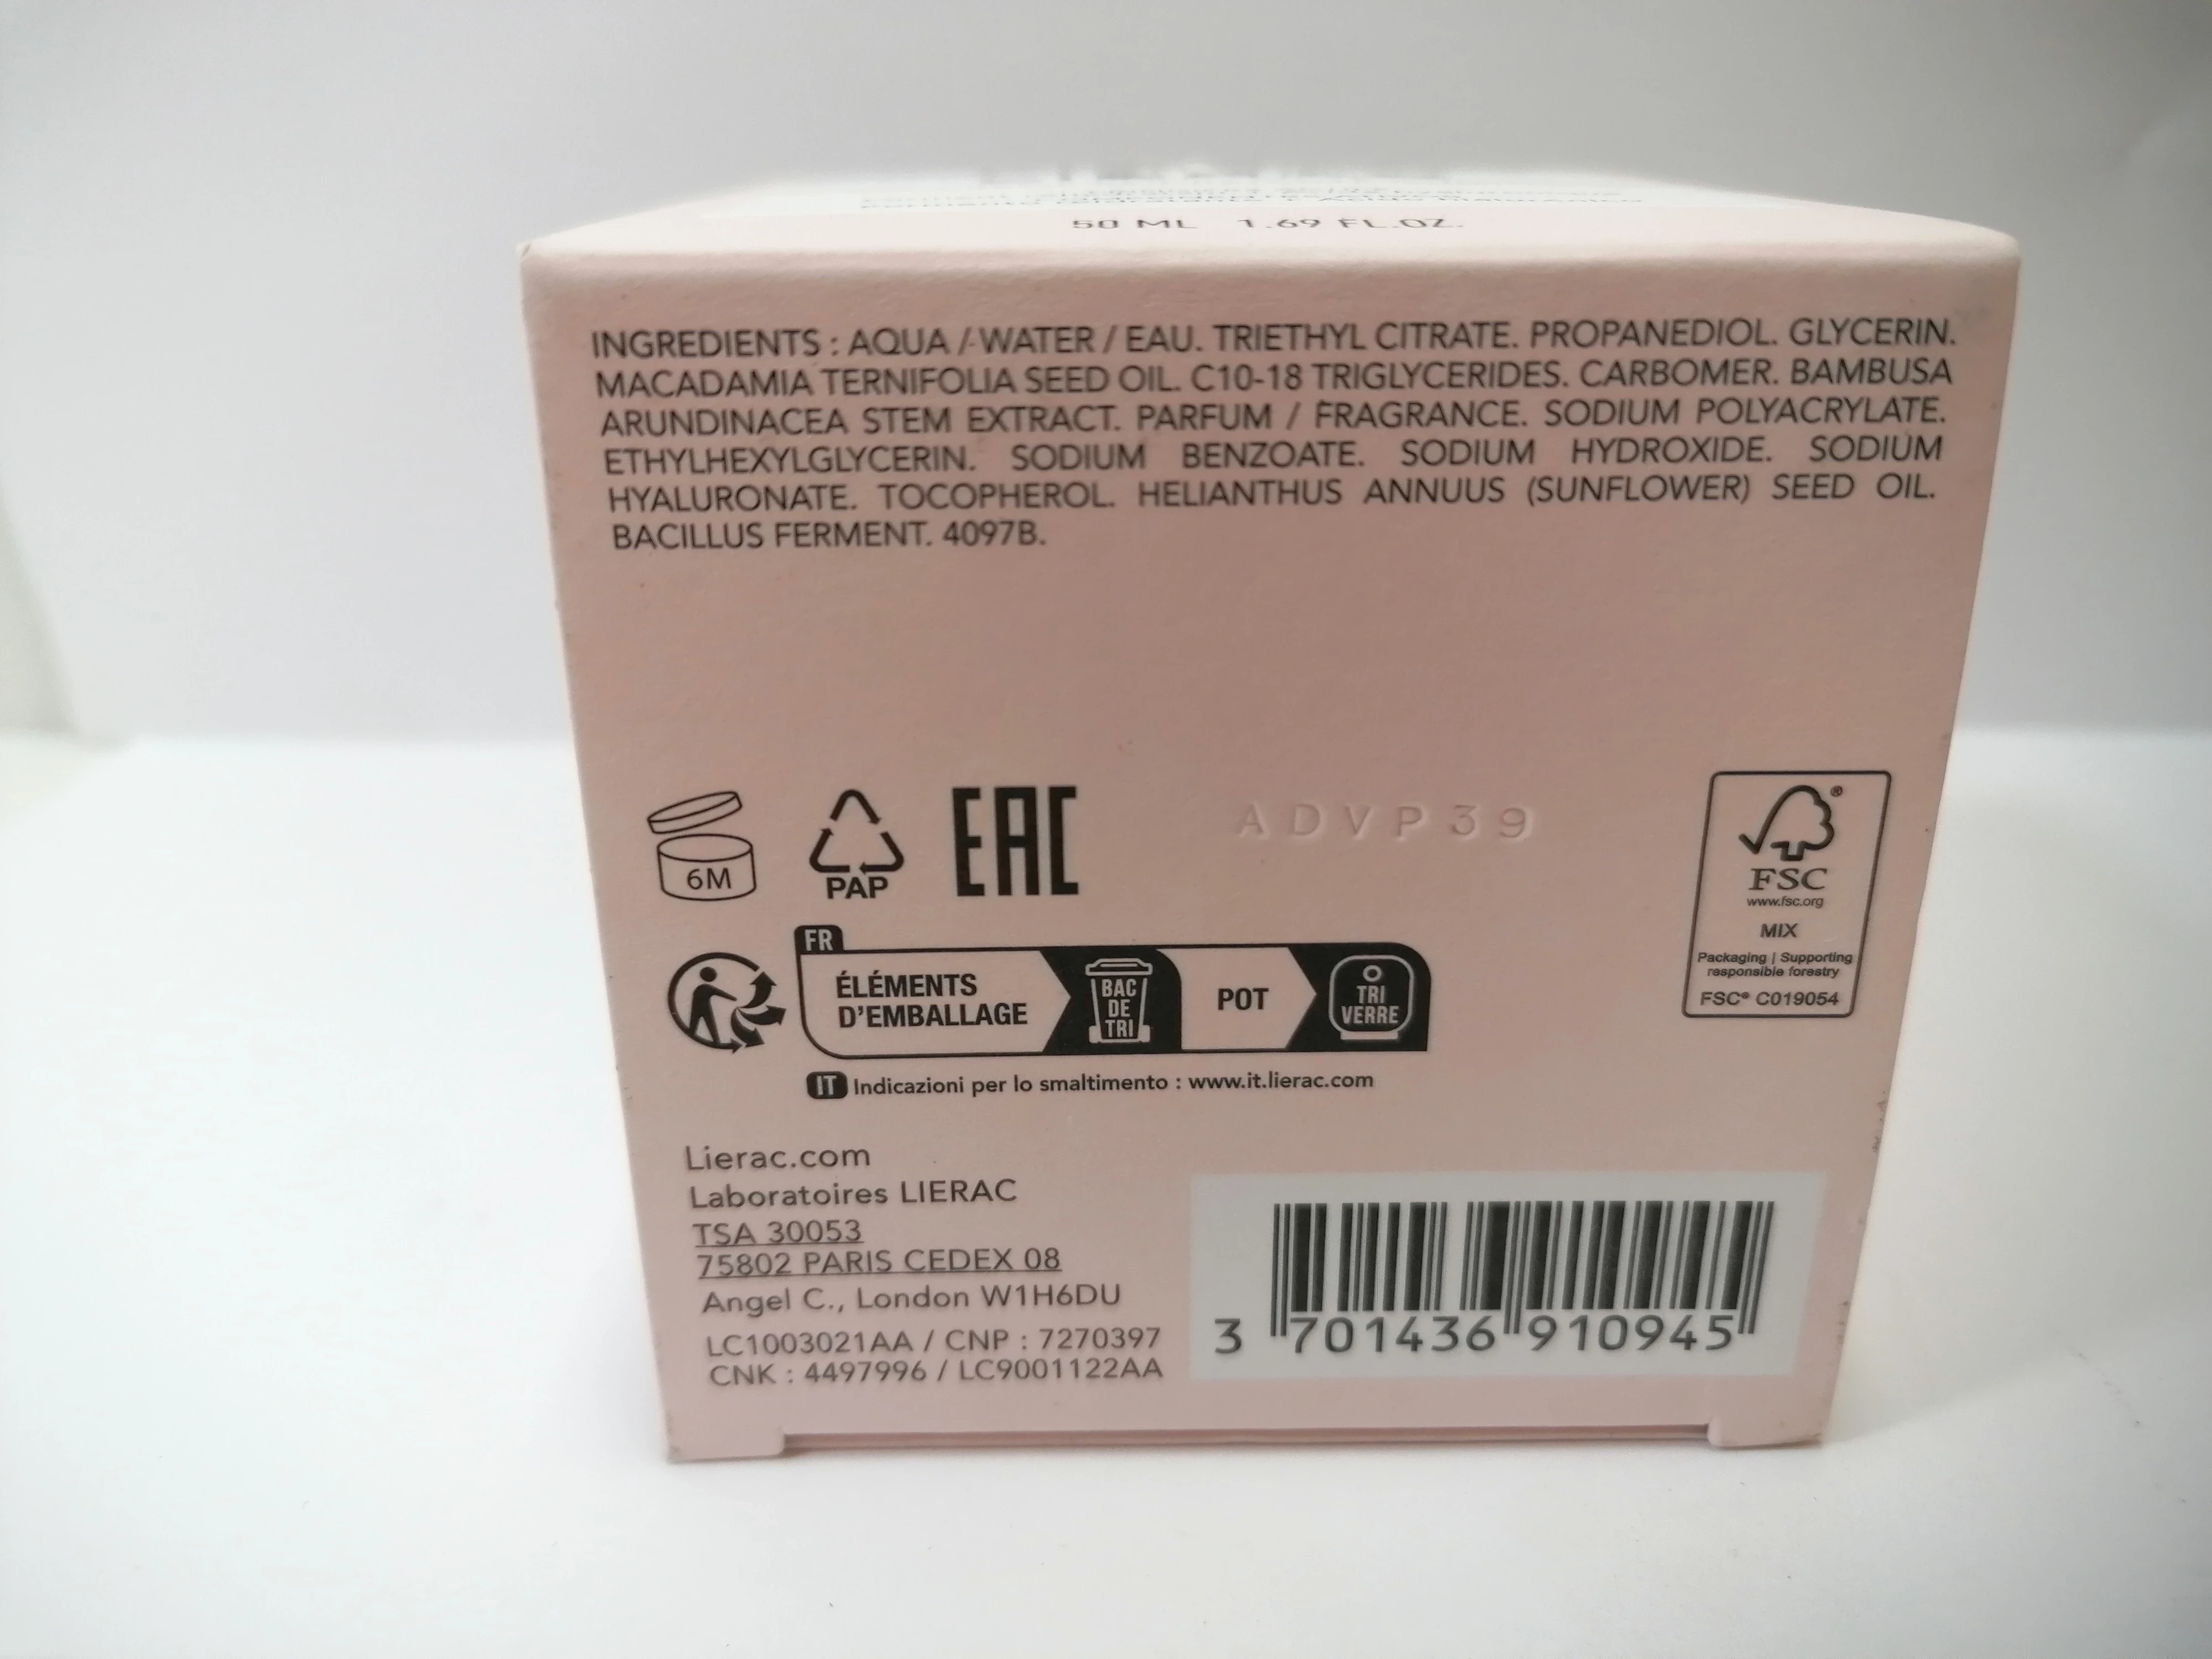 50 ML 1.69 FL.OZ.
INGREDIENTS : AQUA / WATER / EAU. TRIETHYL CITRATE. PROPANEDIOL. GLYCERIN.
MACADAMIA TERNIFOLIA SEED OIL. C10-18 TRIGLYCERIDES. CARBOMER. BAMBUSA
ARUNDINACEA STEM EXTRACT. PARFUM / FRAGRANCE. SODIUM POLYACRYLATE.
ETHYLHEXYLGLYCERIN. SODIUM BENZOATE. SODIUM HYDROXIDE. SODIUM
HYALURONATE. TOCOPHEROL. HELIANTHUS ANNUUS (SUNFLOWER) SEED OIL.
BACILLUS FERMENT. 4097B.
6M
PAP
EAC
ADVP39
FSC®
www.fsc.org
MIX
Packaging | Supporting
responsible forestry
FSC® C019054
FR
ÉLÉMENTS
D'EMBALLAGE
BAC
DE
TRI
POT
TRI
VERRE
IT Indicazioni per lo smaltimento : www.it.lierac.com
Lierac.com
Laboratoires LIERAC
TSA 30053
75802 PARIS CEDEX 08
Angel C., London W1H6DU
LC1003021AA / CNP : 7270397
CNK : 4497996 / LC9001122AA
3 701436 910945